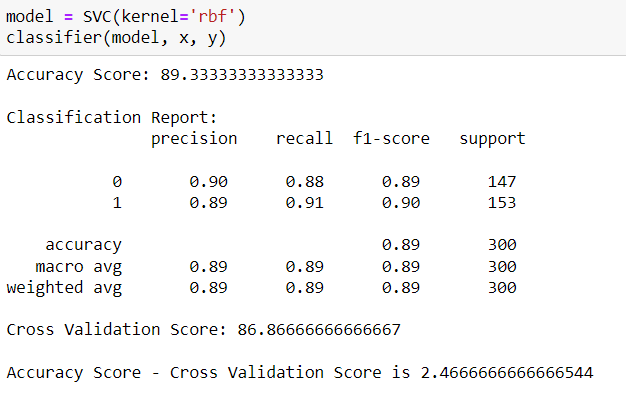 model = SVC(kernel='rbf')
classifier(model, x, y)
Accuracy Score: 89.33333333333333
Classification Report:
precision recall f1-score support
0 0.90 0.88 0.89 147
1 0.89 0.91 0.90 153
accuracy 0.89 300
macro avg 0.89 0.89 0.89 300
weighted avg 0.89 0.89 0.89 300
Cross Validation Score: 86.86666666666667
Accuracy Score - Cross Validation Score is 2.4666666666666544